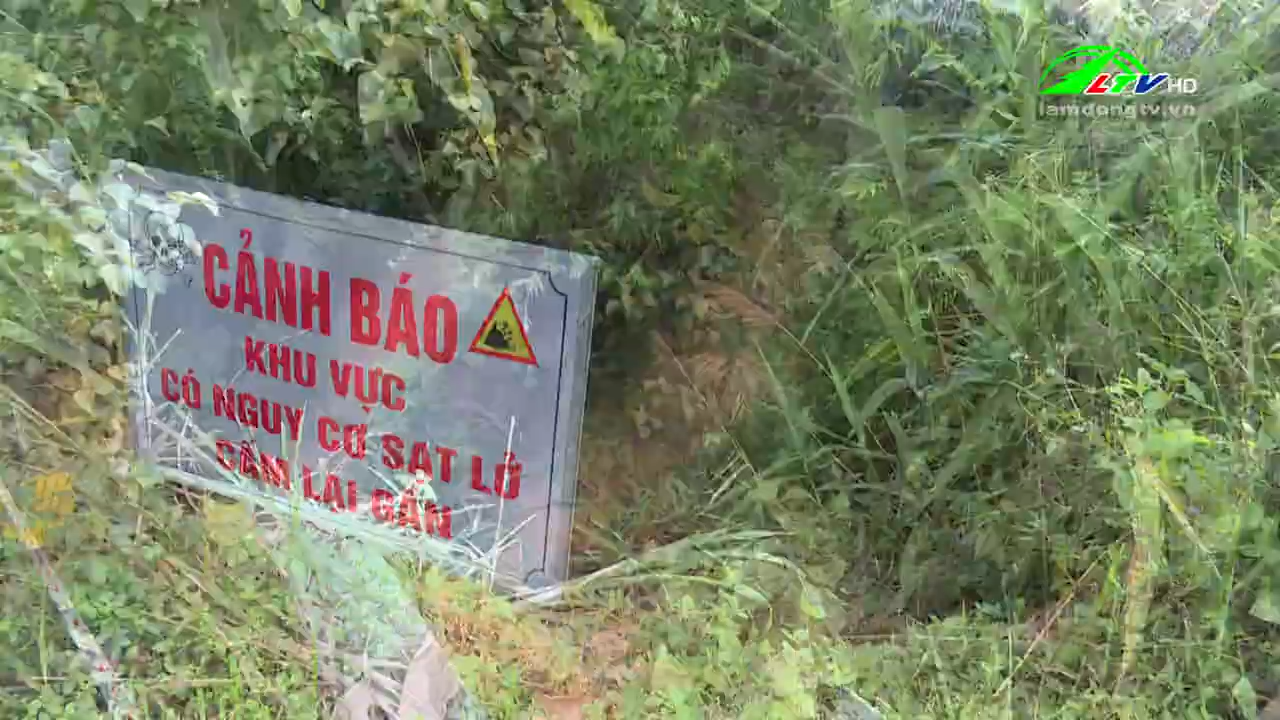 LTV HD
lamdongtv.vn
CẢNH BÁO
KHU VỰC
CÓ NGUY CƠ SẠT LỞ
CẤM LẠI GẦN